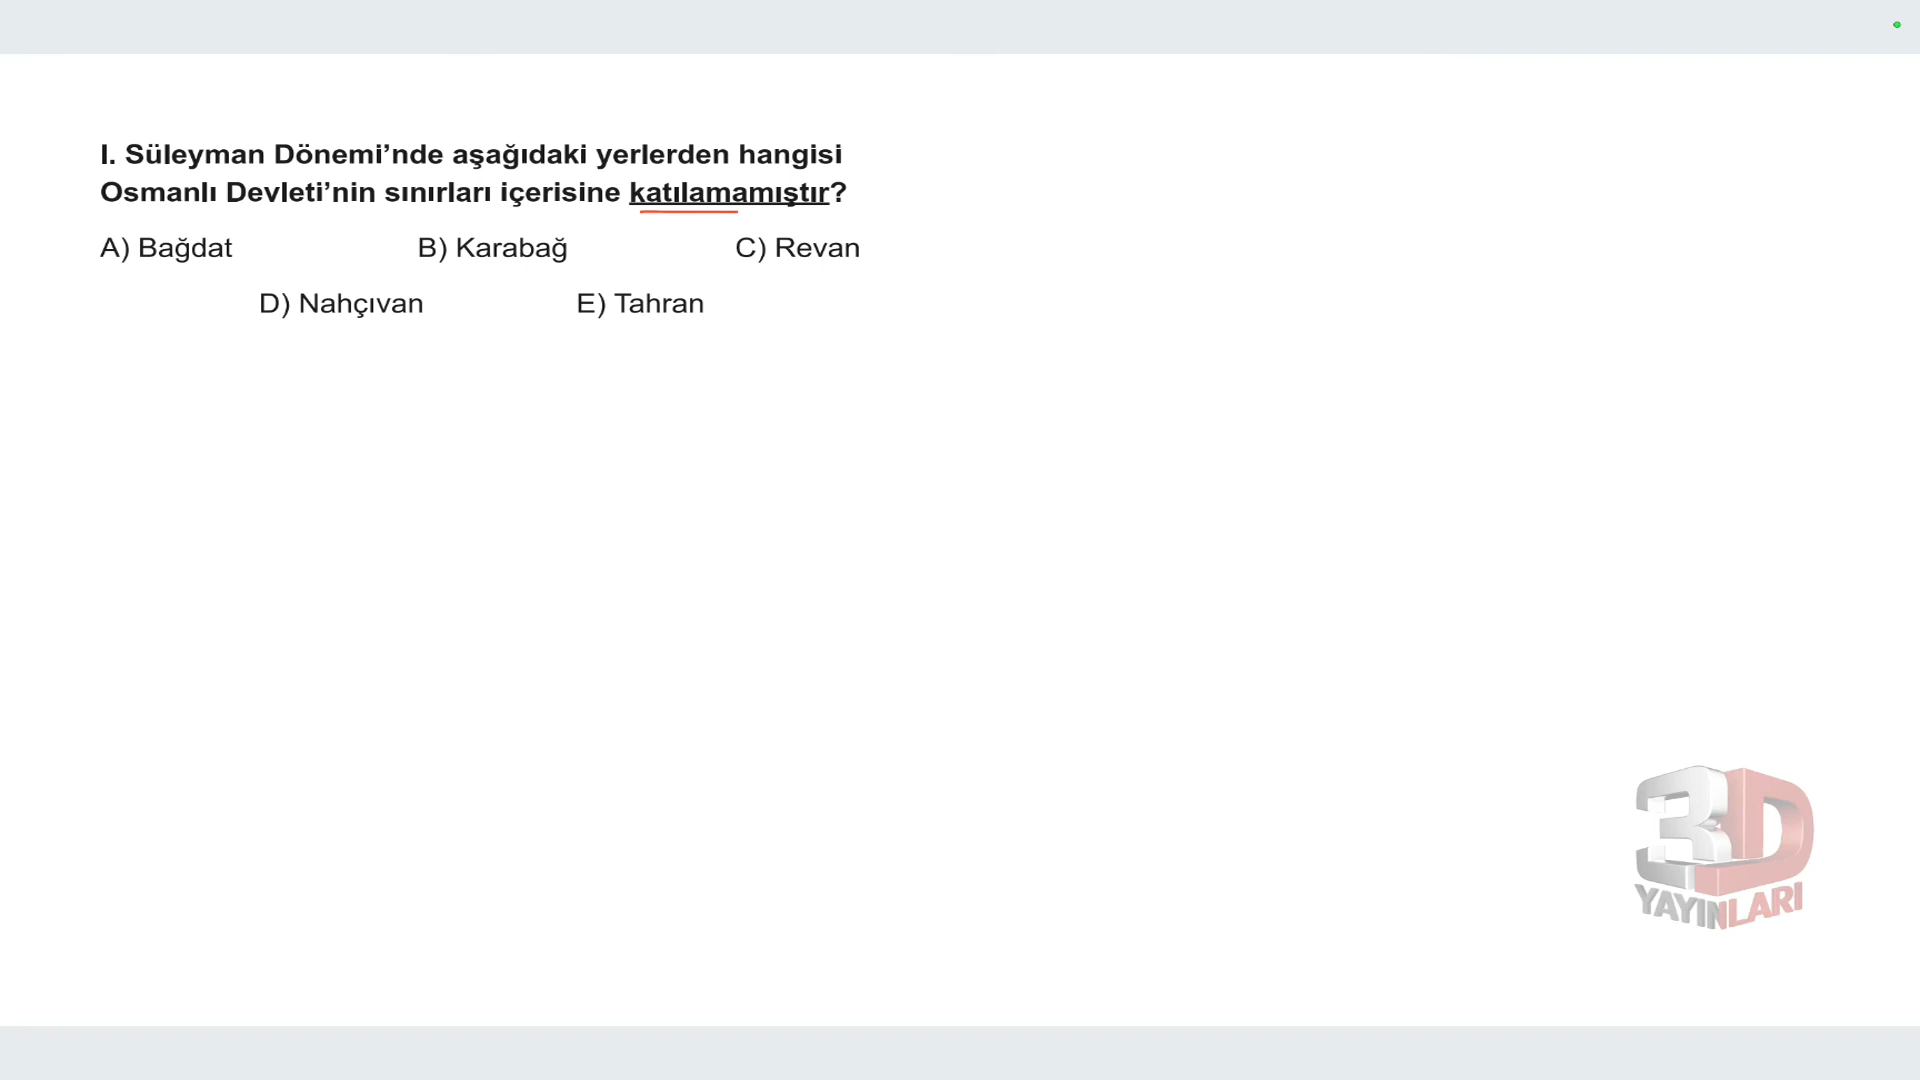 I. Süleyman Dönemi’nde aşağıdaki yerlerden hangisi
Osmanlı Devleti’nin sınırları içerisine katılamamıştır?
A) Bağdat B) Karabağ C) Revan
D) Nahçıvan E) Tahran
3D
YAYINLARI